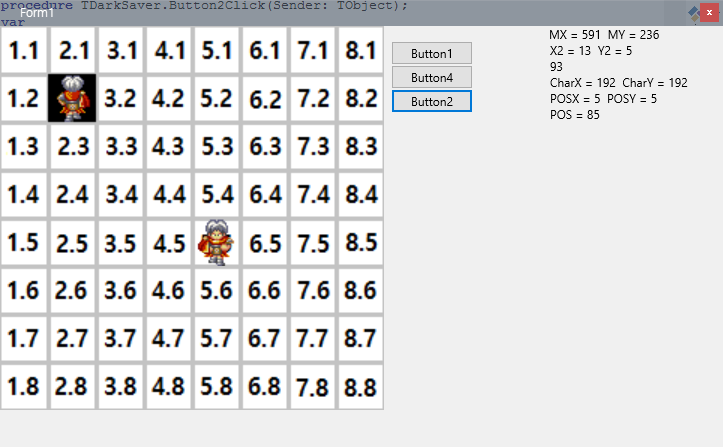 procedure TDarkSaver.Button2Click(Sender: TObject);
var
Form1
x
1.1 2.1 3.1 4.1 5.1 6.1 7.1 8.1
1.2 3.2 4.2 5.2 6.2 7.2 8.2
1.3 2.3 3.3 4.3 5.3 6.3 7.3 8.3
1.4 2.4 3.4 4.4 5.4 6.4 7.4 8.4
1.5 2.5 3.5 4.5 6.5 7.5 8.5
1.6 2.6 3.6 4.6 5.6 6.6 7.6 8.6
1.7 2.7 3.7 4.7 5.7 6.7 7.7 8.7
1.8 2.8 3.8 4.8 5.8 6.8 7.8 8.8
Button1
Button4
Button2
MX = 591 MY = 236
X2 = 13 Y2 = 5
93
CharX = 192 CharY = 192
POSX = 5 POSY = 5
POS = 85